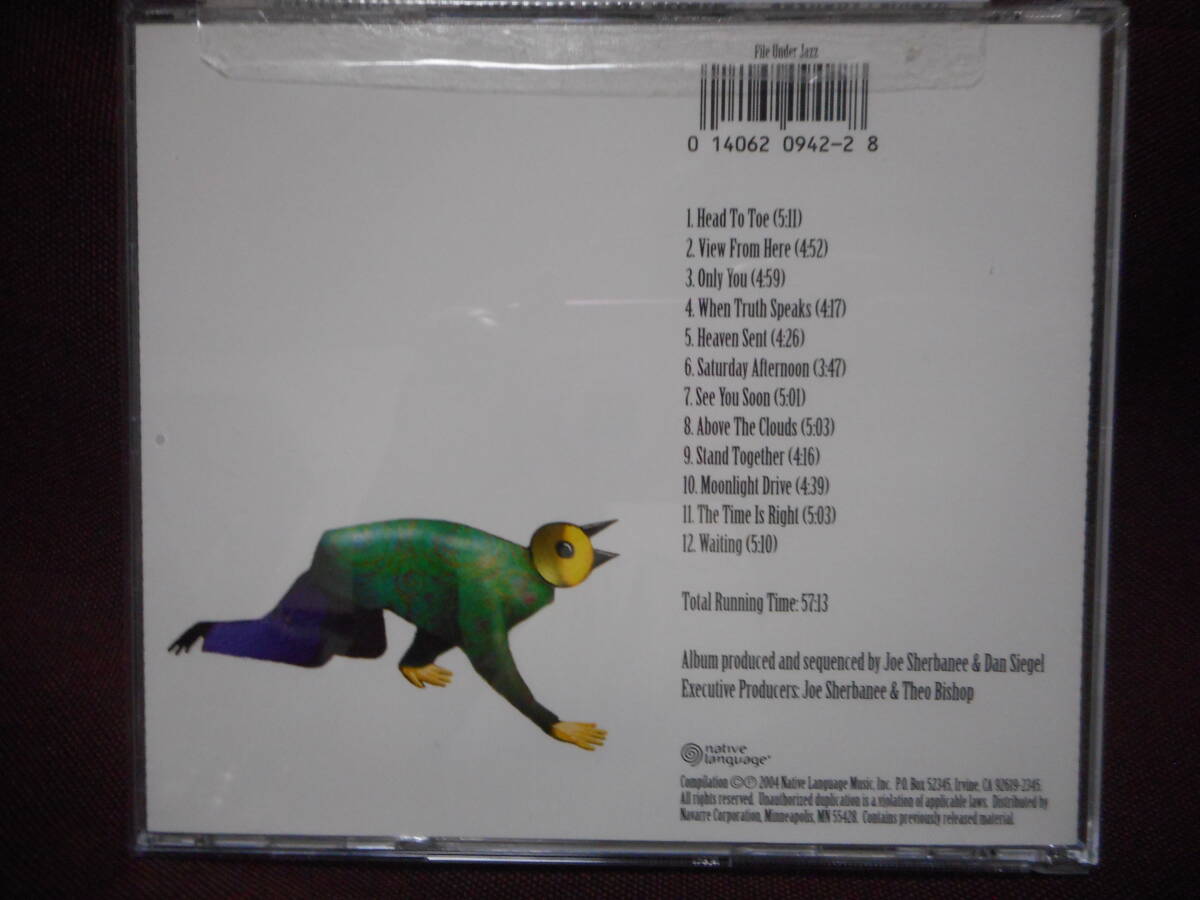 File Under Jazz
0 14062 0942-2 8
1. Head To Toe (5:11)
2. View From Here (4:52)
3. Only You (4:59)
4. When Truth Speaks (4:17)
5. Heaven Sent (4:26)
6. Saturday Afternoon (3:47)
7. See You Soon (5:01)
8. Above The Clouds (5:03)
9. Stand Together (4:16)
10. Moonlight Drive (4:39)
11. The Time Is Right (5:03)
12. Waiting (5:10)
Total Running Time: 57:13
Album produced and sequenced by Joe Sherbanee & Dan Siegel
Executive Producers: Joe Sherbanee & Theo Bishop
native
language
Compilation ©℗ 2004 Native Language Music, Inc. P.O. Box 52345, Irvine, CA 92619-2345.
All rights reserved. Unauthorized duplication is a violation of applicable laws. Distributed by
Navarre Corporation, Minneapolis, MN 55428. Contains previously released material.